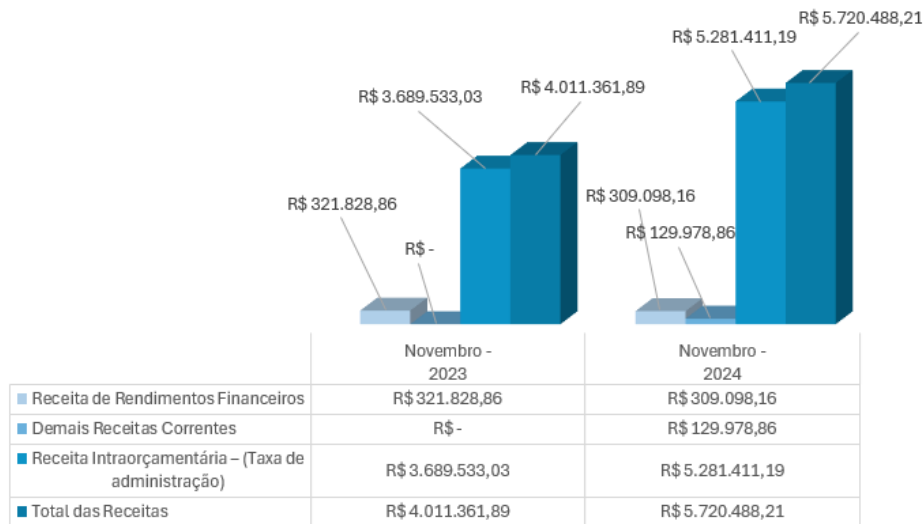 R$ 5.720.488,21
R$ 5.281.411,19
R$ 4.011.361,89
R$ 3.689.533,03
R$ 321.828,86
R$ -
R$ 309.098,16
R$ 129.978,86
Novembro -
2023
Novembro -
2024
Receita de Rendimentos Financeiros R$ 321.828,86 R$ 309.098,16
Demais Receitas Correntes R$ - R$ 129.978,86
Receita Intraorçamentária – (Taxa de
administração) R$ 3.689.533,03 R$ 5.281.411,19
Total das Receitas R$ 4.011.361,89 R$ 5.720.488,21